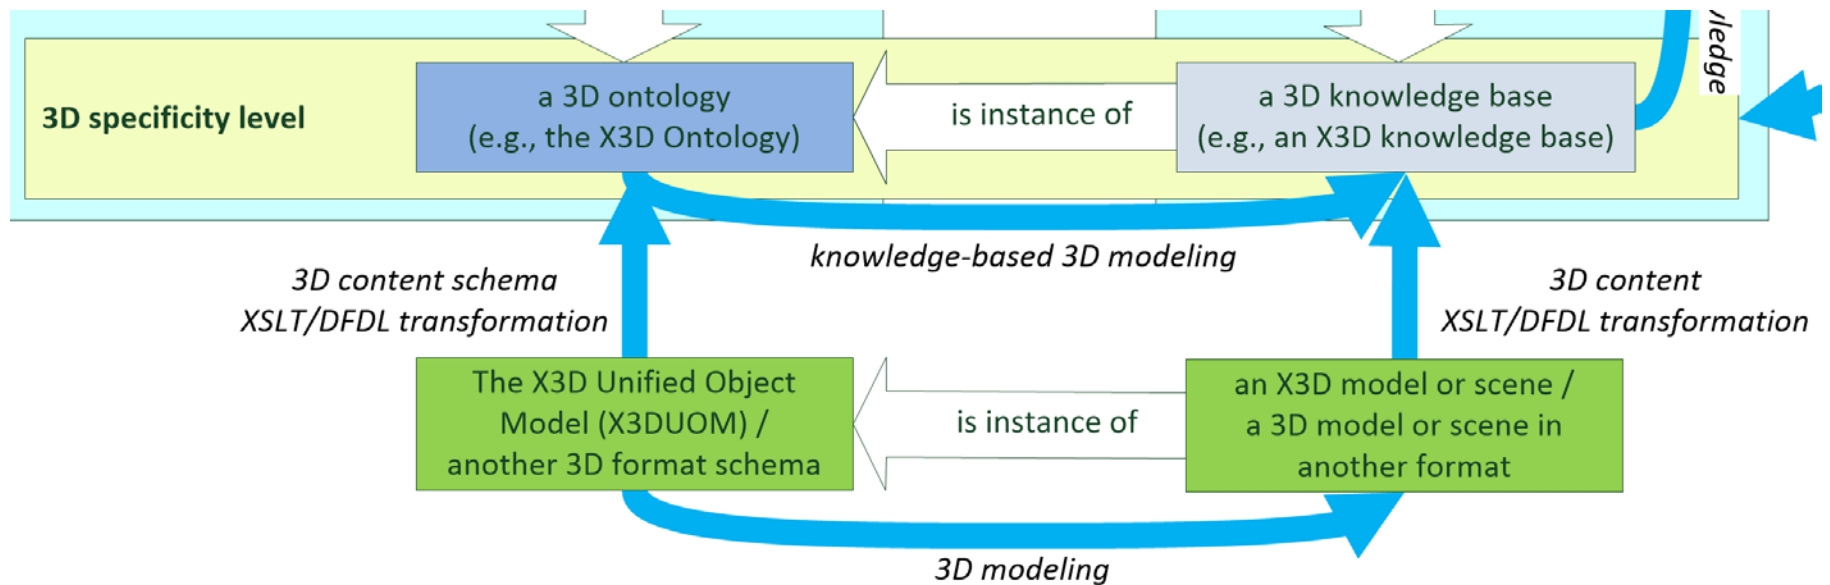 3D specificity level
a 3D ontology
(e.g., the X3D Ontology)
is instance of
a 3D knowledge base
(e.g., an X3D knowledge base)
knowledge-based 3D modeling
3D content schema
XSLT/DFDL transformation
3D content
XSLT/DFDL transformation
The X3D Unified Object
Model (X3DUOM) /
another 3D format schema
is instance of
an X3D model or scene /
a 3D model or scene in
another format
3D modeling